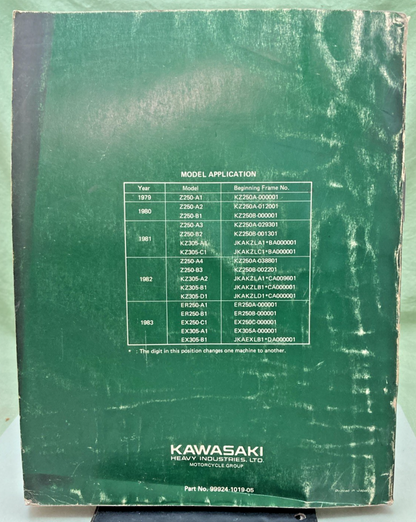 MODEL APPLICATION
Year Model Beginning Frame No.
1979 Z250-A1 KZ250A-000001
1980 Z250-A2 KZ250A-012001
Z250-B1 KZ250B-000001
1981 Z250-A3 KZ250A-029301
Z250-B2 KZ250B-001301
KZ305-A1 JKAKZLA1*BA000001
KZ305-C1 JKAKZLC1*BA000001
1982 Z250-A4 KZ250A-038801
Z250-B3 KZ250B-002201
KZ305-A2 JKAKZLA1*CA009601
KZ305-B1 JKAKZLB1*CA000001
KZ305-D1 JKAKZLD1*CA000001
1983 ER250-A1 ER250A-000001
ER250-B1 ER250B-000001
EX250-C1 EX250C-000001
EX305-A1 EX305A-000001
EX305-B1 JKAEXLB1*DA000001
* : The digit in this position changes one machine to another.
KAWASAKI
HEAVY INDUSTRIES, LTD.
MOTORCYCLE GROUP
Part No. 99924-1019-05